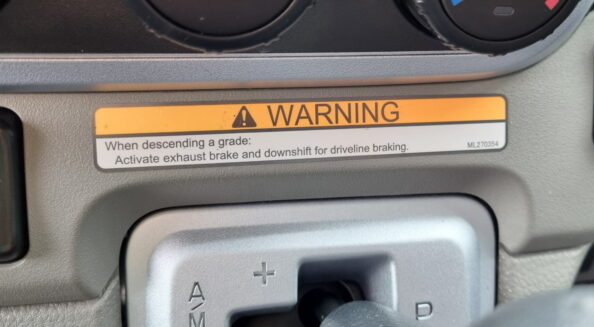 ⚠ WARNING
When descending a grade:
Activate exhaust brake and downshift for driveline braking.
ML270354
+
A
M